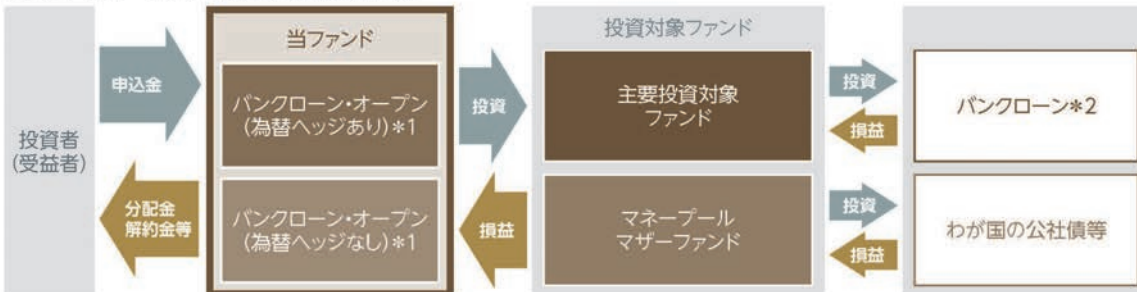 投資者
(受益者)
申込金
分配金
解約金等
当ファンド
バンクローン・オープン
(為替ヘッジあり)*1
バンクローン・オープン
(為替ヘッジなし)*1
投資
損益
投資対象ファンド
主要投資対象
ファンド
マネープール
マザーファンド
投資
損益
投資
損益
バンクローン*2
わが国の公社債等